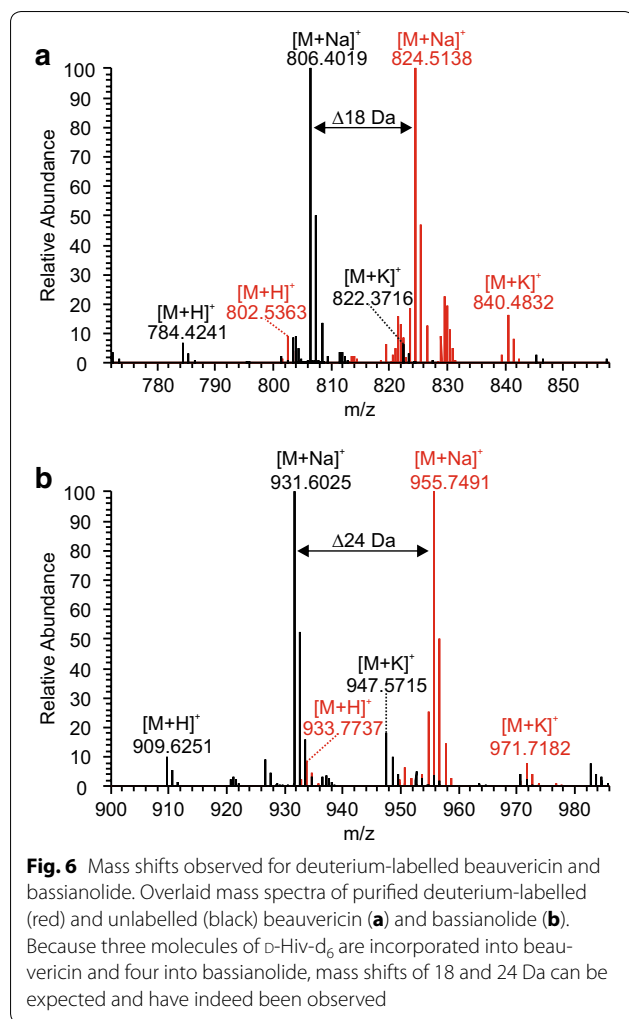 a
[M+Na]⁺ [M+Na]⁺
806.4019 824.5138
100
90
Δ18 Da
80
70
60
50
40
Relative Abundance
[M+H]⁺ [M+K]⁺ [M+K]⁺
802.5363 822.3716 840.4832
30
[M+H]⁺
784.4241
20
10
0
780 790 800 810 820 830 840 850
m/z
b
[M+Na]⁺ [M+Na]⁺
931.6025 955.7491
100
90
Δ24 Da
80
70
60
50
40
Relative Abundance
[M+K]⁺
947.5715
30
[M+H]⁺ [M+H]⁺ [M+K]⁺
909.6251 933.7737 971.7182
20
10
0
900 910 920 930 940 950 960 970 980
m/z
Fig. 6 Mass shifts observed for deuterium-labelled beauvericin and
bassianolide. Overlaid mass spectra of purified deuterium-labelled
(red) and unlabelled (black) beauvericin (a) and bassianolide (b).
Because three molecules of D-Hiv-d₆ are incorporated into beau-
vericin and four into bassianolide, mass shifts of 18 and 24 Da can be
expected and have indeed been observed